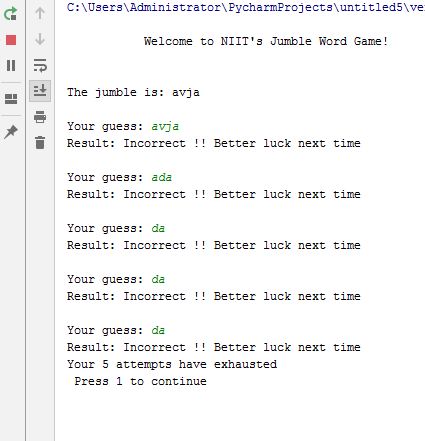 C:\Users\Administrator\PycharmProjects\untitled5\ve
Welcome to NIIT's Jumble Word Game!
The jumble is: avja
Your guess: avja
Result: Incorrect !! Better luck next time
Your guess: ada
Result: Incorrect !! Better luck next time
Your guess: da
Result: Incorrect !! Better luck next time
Your guess: da
Result: Incorrect !! Better luck next time
Your guess: da
Result: Incorrect !! Better luck next time
Your 5 attempts have exhausted
Press 1 to continue